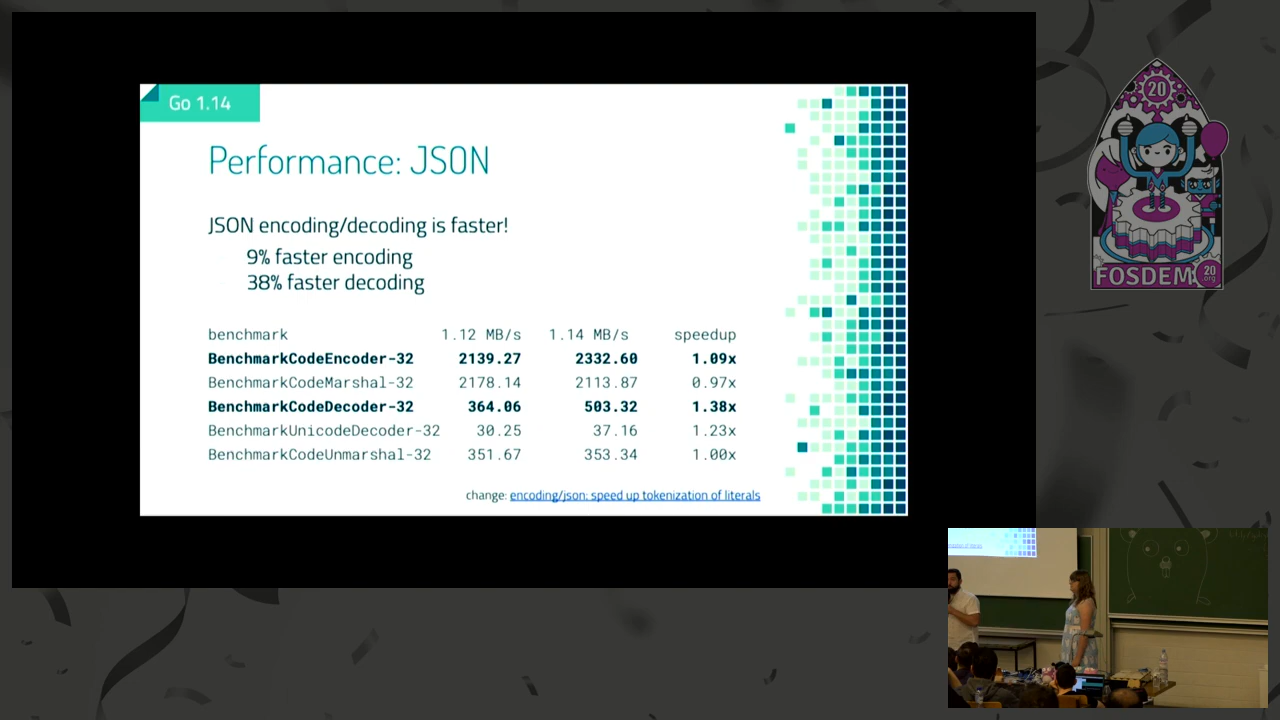 Go 1.14
Performance: JSON
JSON encoding/decoding is faster!
9% faster encoding
38% faster decoding
benchmark 1.12 MB/s 1.14 MB/s speedup
BenchmarkCodeEncoder-32 2139.27 2332.60 1.09x
BenchmarkCodeMarshal-32 2178.14 2113.87 0.97x
BenchmarkCodeDecoder-32 364.06 503.32 1.38x
BenchmarkUnicodeDecoder-32 30.25 37.16 1.23x
BenchmarkCodeUnmarshal-32 351.67 353.34 1.00x
change: encoding/json: speed up tokenization of literals
20
FOSDEM
20
.org